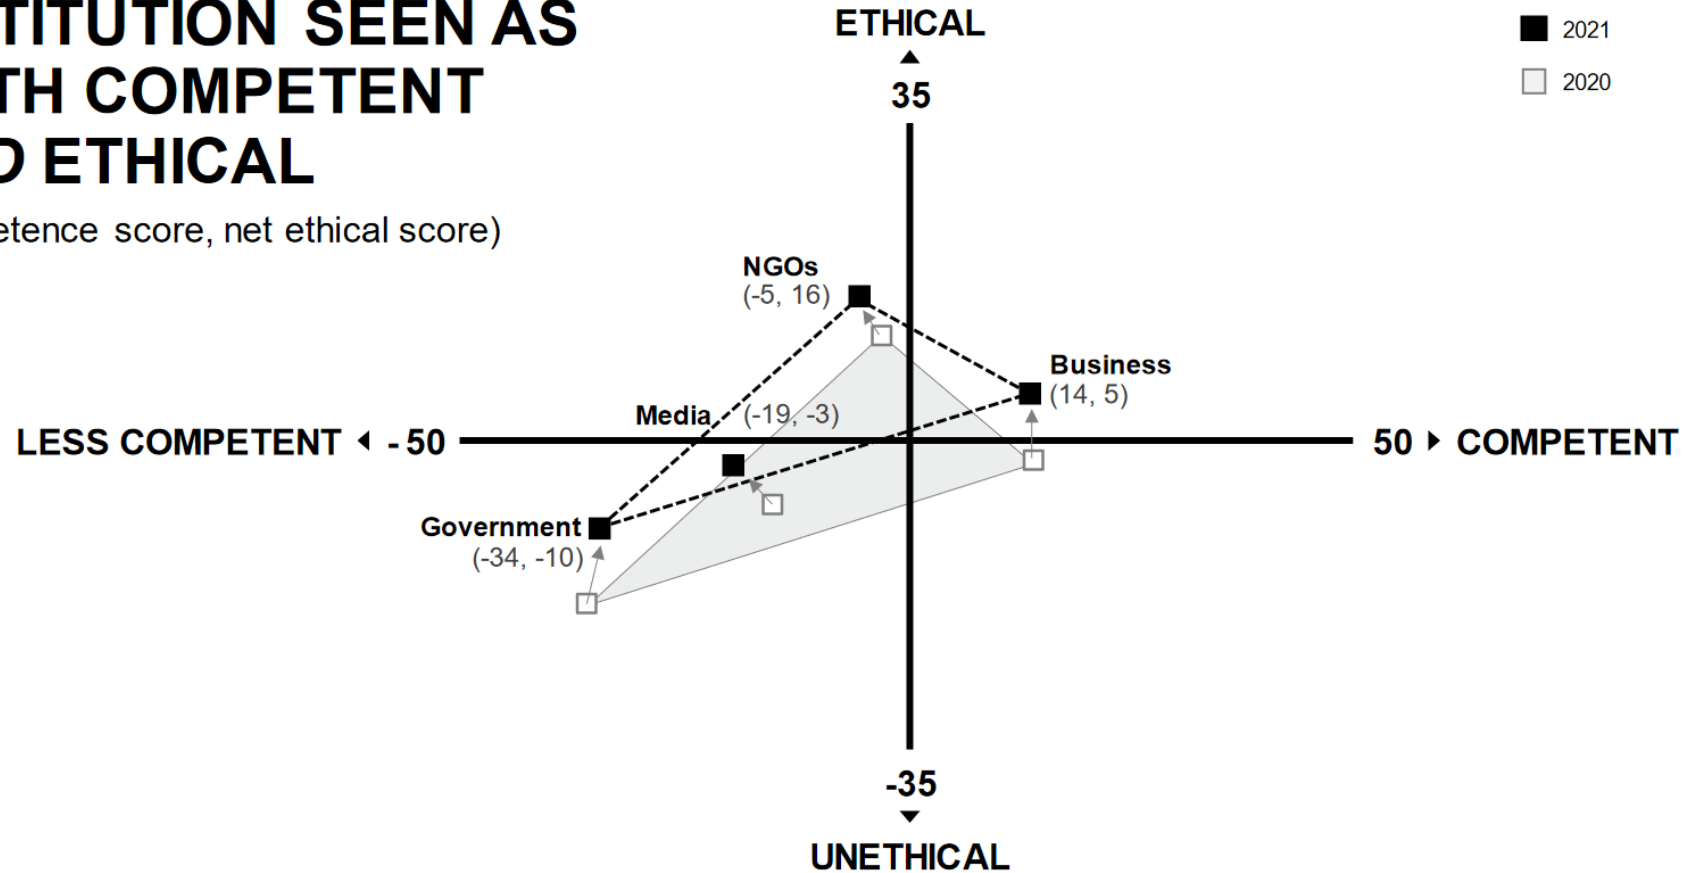 TITUTION SEEN AS
TH COMPETENT
D ETHICAL
etence score, net ethical score)
ETHICAL
35
2021
2020
NGOs
(-5, 16)
Business
(14, 5)
Media
(-19, -3)
LESS COMPETENT
- 50
50
COMPETENT
Government
(-34, -10)
-35
UNETHICAL